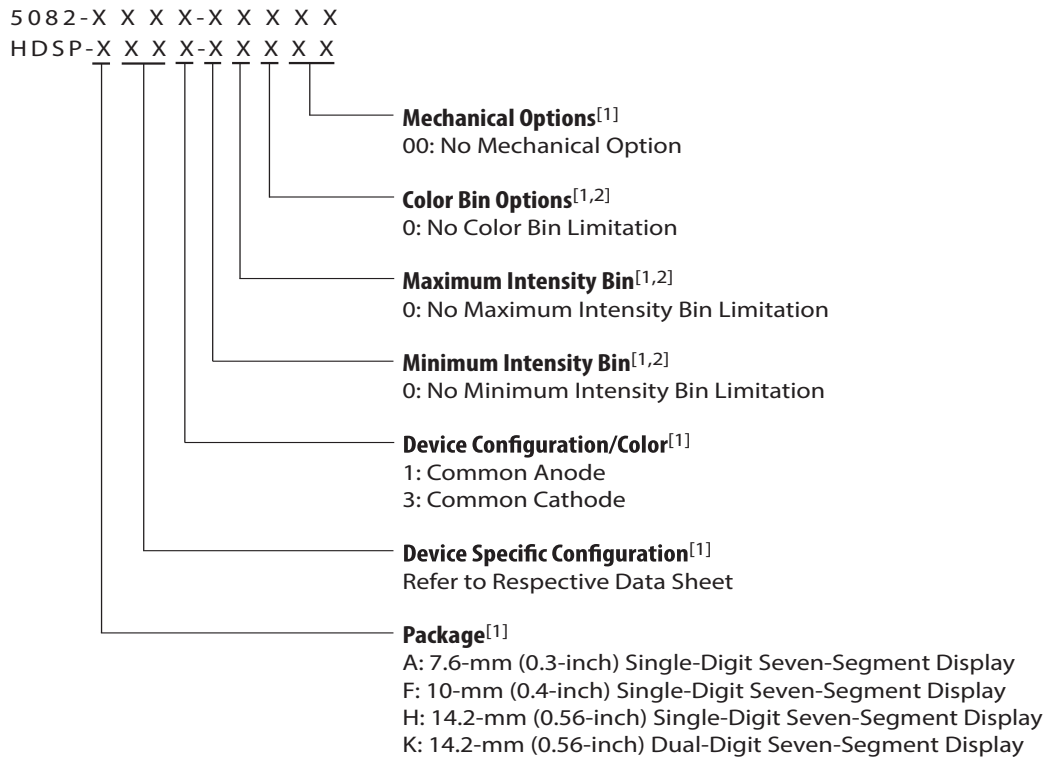 5082-X X X X-X X X X X
HDSP-X X X X-X X X X X
Mechanical Options[1]
00: No Mechanical Option
Color Bin Options[1,2]
0: No Color Bin Limitation
Maximum Intensity Bin[1,2]
0: No Maximum Intensity Bin Limitation
Minimum Intensity Bin[1,2]
0: No Minimum Intensity Bin Limitation
Device Configuration/Color[1]
1: Common Anode
3: Common Cathode
Device Specific Configuration[1]
Refer to Respective Data Sheet
Package[1]
A: 7.6-mm (0.3-inch) Single-Digit Seven-Segment Display
F: 10-mm (0.4-inch) Single-Digit Seven-Segment Display
H: 14.2-mm (0.56-inch) Single-Digit Seven-Segment Display
K: 14.2-mm (0.56-inch) Dual-Digit Seven-Segment Display